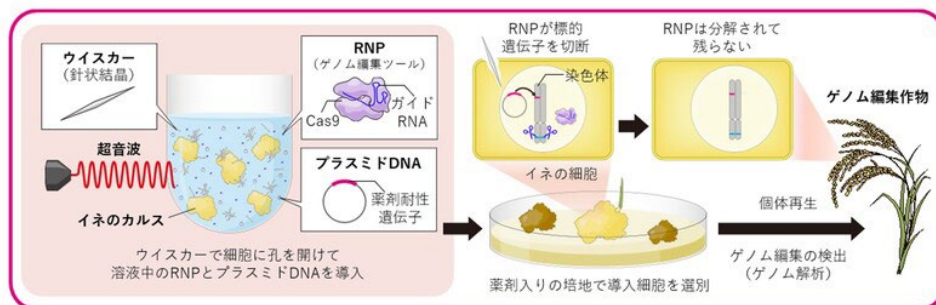 ウイスカー
(針状結晶)
超音波
イネのカルス
RNP
(ゲノム編集ツール)
Cas9
ガイド
RNA
プラスミドDNA
薬剤耐性
遺伝子
ウイスカーで細胞に孔を開けて
溶液中のRNPとプラスミドDNAを導入
RNPが標的
遺伝子を切断
染色体
RNPは分解されて
残らない
イネの細胞
薬剤入りの培地で導入細胞を選別
ゲノム編集作物
個体再生
ゲノム編集の検出
(ゲノム解析)